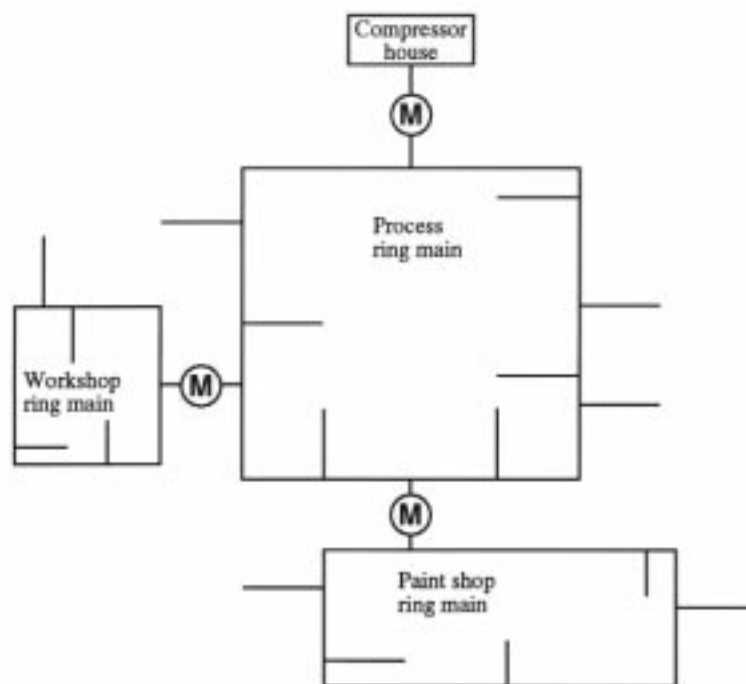 Compressor
house
M
Process
ring main
Workshop
ring main
M
M
Paint shop
ring main